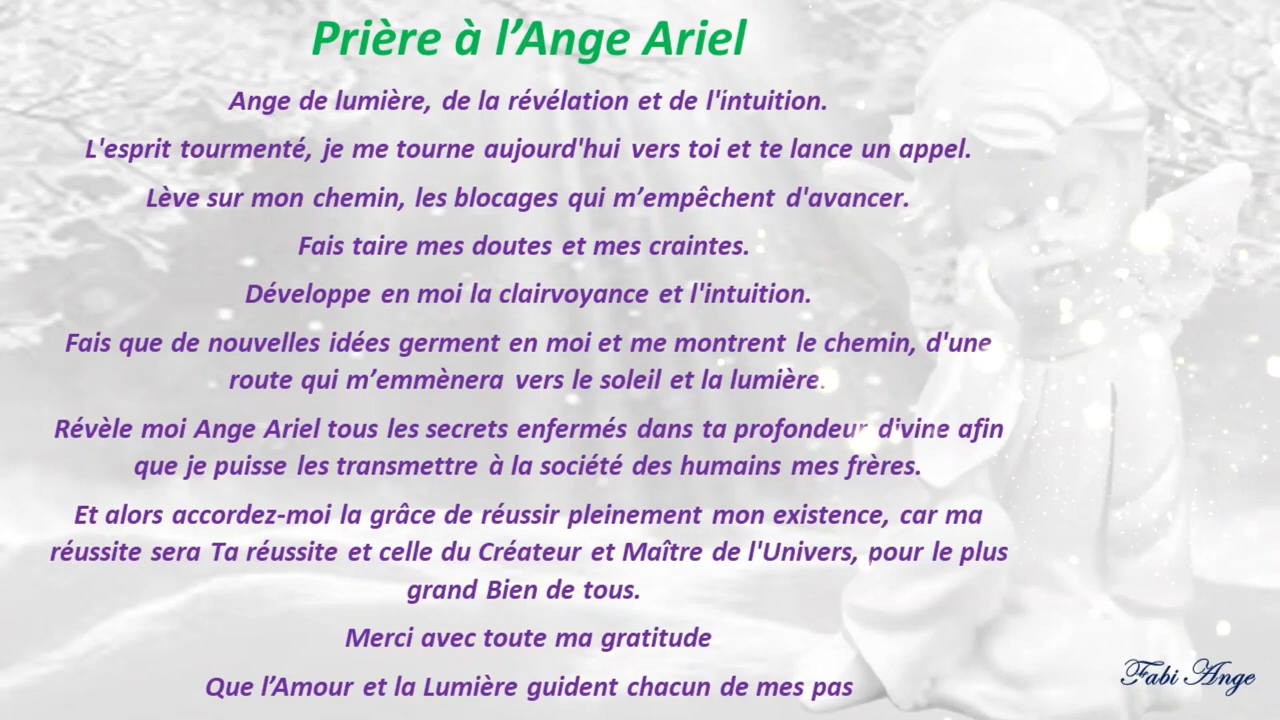 Prière à l’Ange Ariel
Ange de lumière, de la révélation et de l'intuition.
L'esprit tourmenté, je me tourne aujourd'hui vers toi et te lance un appel.
Lève sur mon chemin, les blocages qui m’empêchent d'avancer.
Fais taire mes doutes et mes craintes.
Développe en moi la clairvoyance et l'intuition.
Fais que de nouvelles idées germent en moi et me montrent le chemin, d'une
route qui m’emmènera vers le soleil et la lumière.
Révèle moi Ange Ariel tous les secrets enfermés dans ta profondeur divine afin
que je puisse les transmettre à la société des humains mes frères.
Et alors accordez-moi la grâce de réussir pleinement mon existence, car ma
réussite sera Ta réussite et celle du Créateur et Maître de l'Univers, pour le plus
grand Bien de tous.
Merci avec toute ma gratitude
Que l’Amour et la Lumière guident chacun de mes pas
Fabi Ange